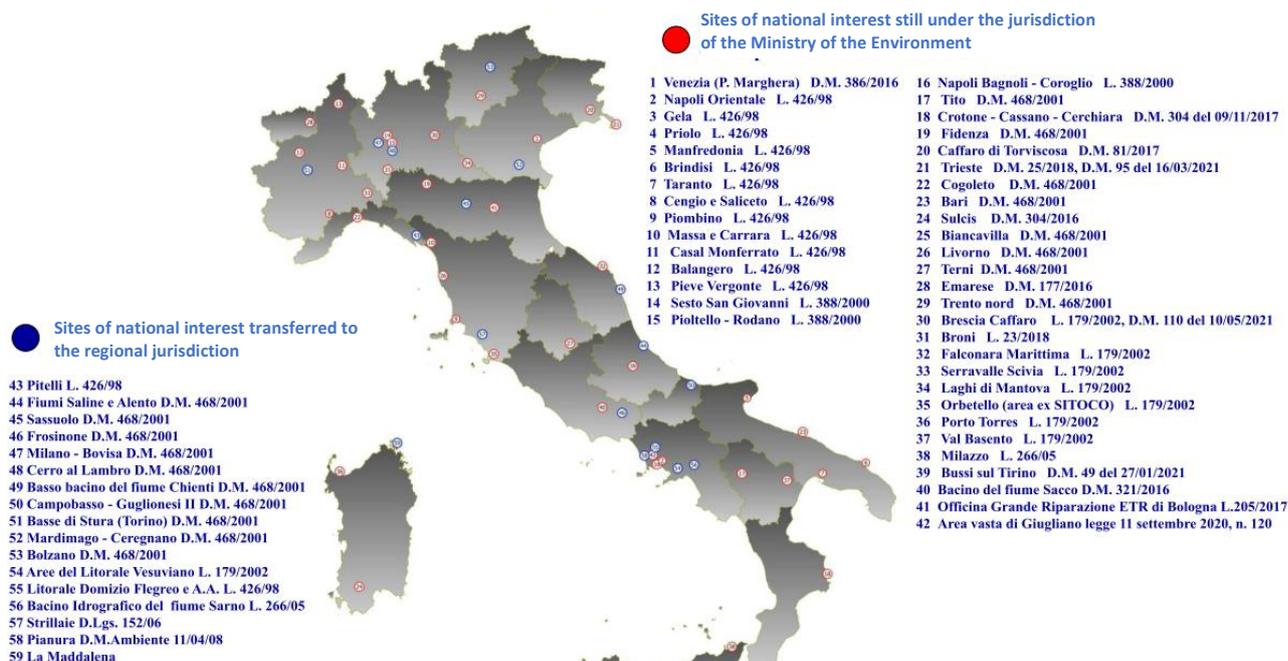 Sites of national interest still under the jurisdiction
of the Ministry of the Environment
1 Venezia (P. Marghera) D.M. 386/2016
2 Napoli Orientale L. 426/98
3 Gela L. 426/98
4 Priolo L. 426/98
5 Manfredonia L. 426/98
6 Brindisi L. 426/98
7 Taranto L. 426/98
8 Cengio e Saliceto L. 426/98
9 Piombino L. 426/98
10 Massa e Carrara L. 426/98
11 Casal Monferrato L. 426/98
12 Balangero L. 426/98
13 Pieve Vergonte L. 426/98
14 Sesto San Giovanni L. 388/2000
15 Pioltello - Rodano L. 388/2000
16 Napoli Bagnoli - Coroglio L. 388/2000
17 Tito D.M. 468/2001
18 Crotone - Cassano - Cerchiara D.M. 304 del 09/11/2017
19 Fidenza D.M. 468/2001
20 Caffaro di Torviscosa D.M. 81/2017
21 Trieste D.M. 25/2018, D.M. 95 del 16/03/2021
22 Cogoleto D.M. 468/2001
23 Bari D.M. 468/2001
24 Sulcis D.M. 304/2016
25 Biancavilla D.M. 468/2001
26 Livorno D.M. 468/2001
27 Terni D.M. 468/2001
28 Emarese D.M. 177/2016
29 Trento nord D.M. 468/2001
30 Brescia Caffaro L. 179/2002, D.M. 110 del 10/05/2021
31 Broni L. 23/2018
32 Falconara Marittima L. 179/2002
33 Serravalle Scivia L. 179/2002
34 Laghi di Mantova L. 179/2002
35 Orbetello (area ex SITOCO) L. 179/2002
36 Porto Torres L. 179/2002
37 Val Basento L. 179/2002
38 Milazzo L. 266/05
39 Bussi sul Tirino D.M. 49 del 27/01/2021
40 Bacino del fiume Sacco D.M. 321/2016
41 Officina Grande Riparazione ETR di Bologna L.205/2017
42 Area vasta di Giugliano legge 11 settembre 2020, n. 120
Sites of national interest transferred to
the regional jurisdiction
43 Pitelli L. 426/98
44 Fiumi Saline e Alento D.M. 468/2001
45 Sassuolo D.M. 468/2001
46 Frosinone D.M. 468/2001
47 Milano - Bovisa D.M. 468/2001
48 Cerro al Lambro D.M. 468/2001
49 Basso bacino del fiume Chienti D.M. 468/2001
50 Campobasso - Guglionesi II D.M. 468/2001
51 Basse di Stura (Torino) D.M. 468/2001
52 Mardimago - Ceregnano D.M. 468/2001
53 Bolzano D.M. 468/2001
54 Aree del Litorale Vesuviano L. 179/2002
55 Litorale Domizio Flegreo e A.A. L. 426/98
56 Bacino Idrografico del fiume Sarno L. 266/05
57 Strillaie D.Lgs. 152/06
58 Pianura D.M.Ambiente 11/04/08
59 La Maddalena